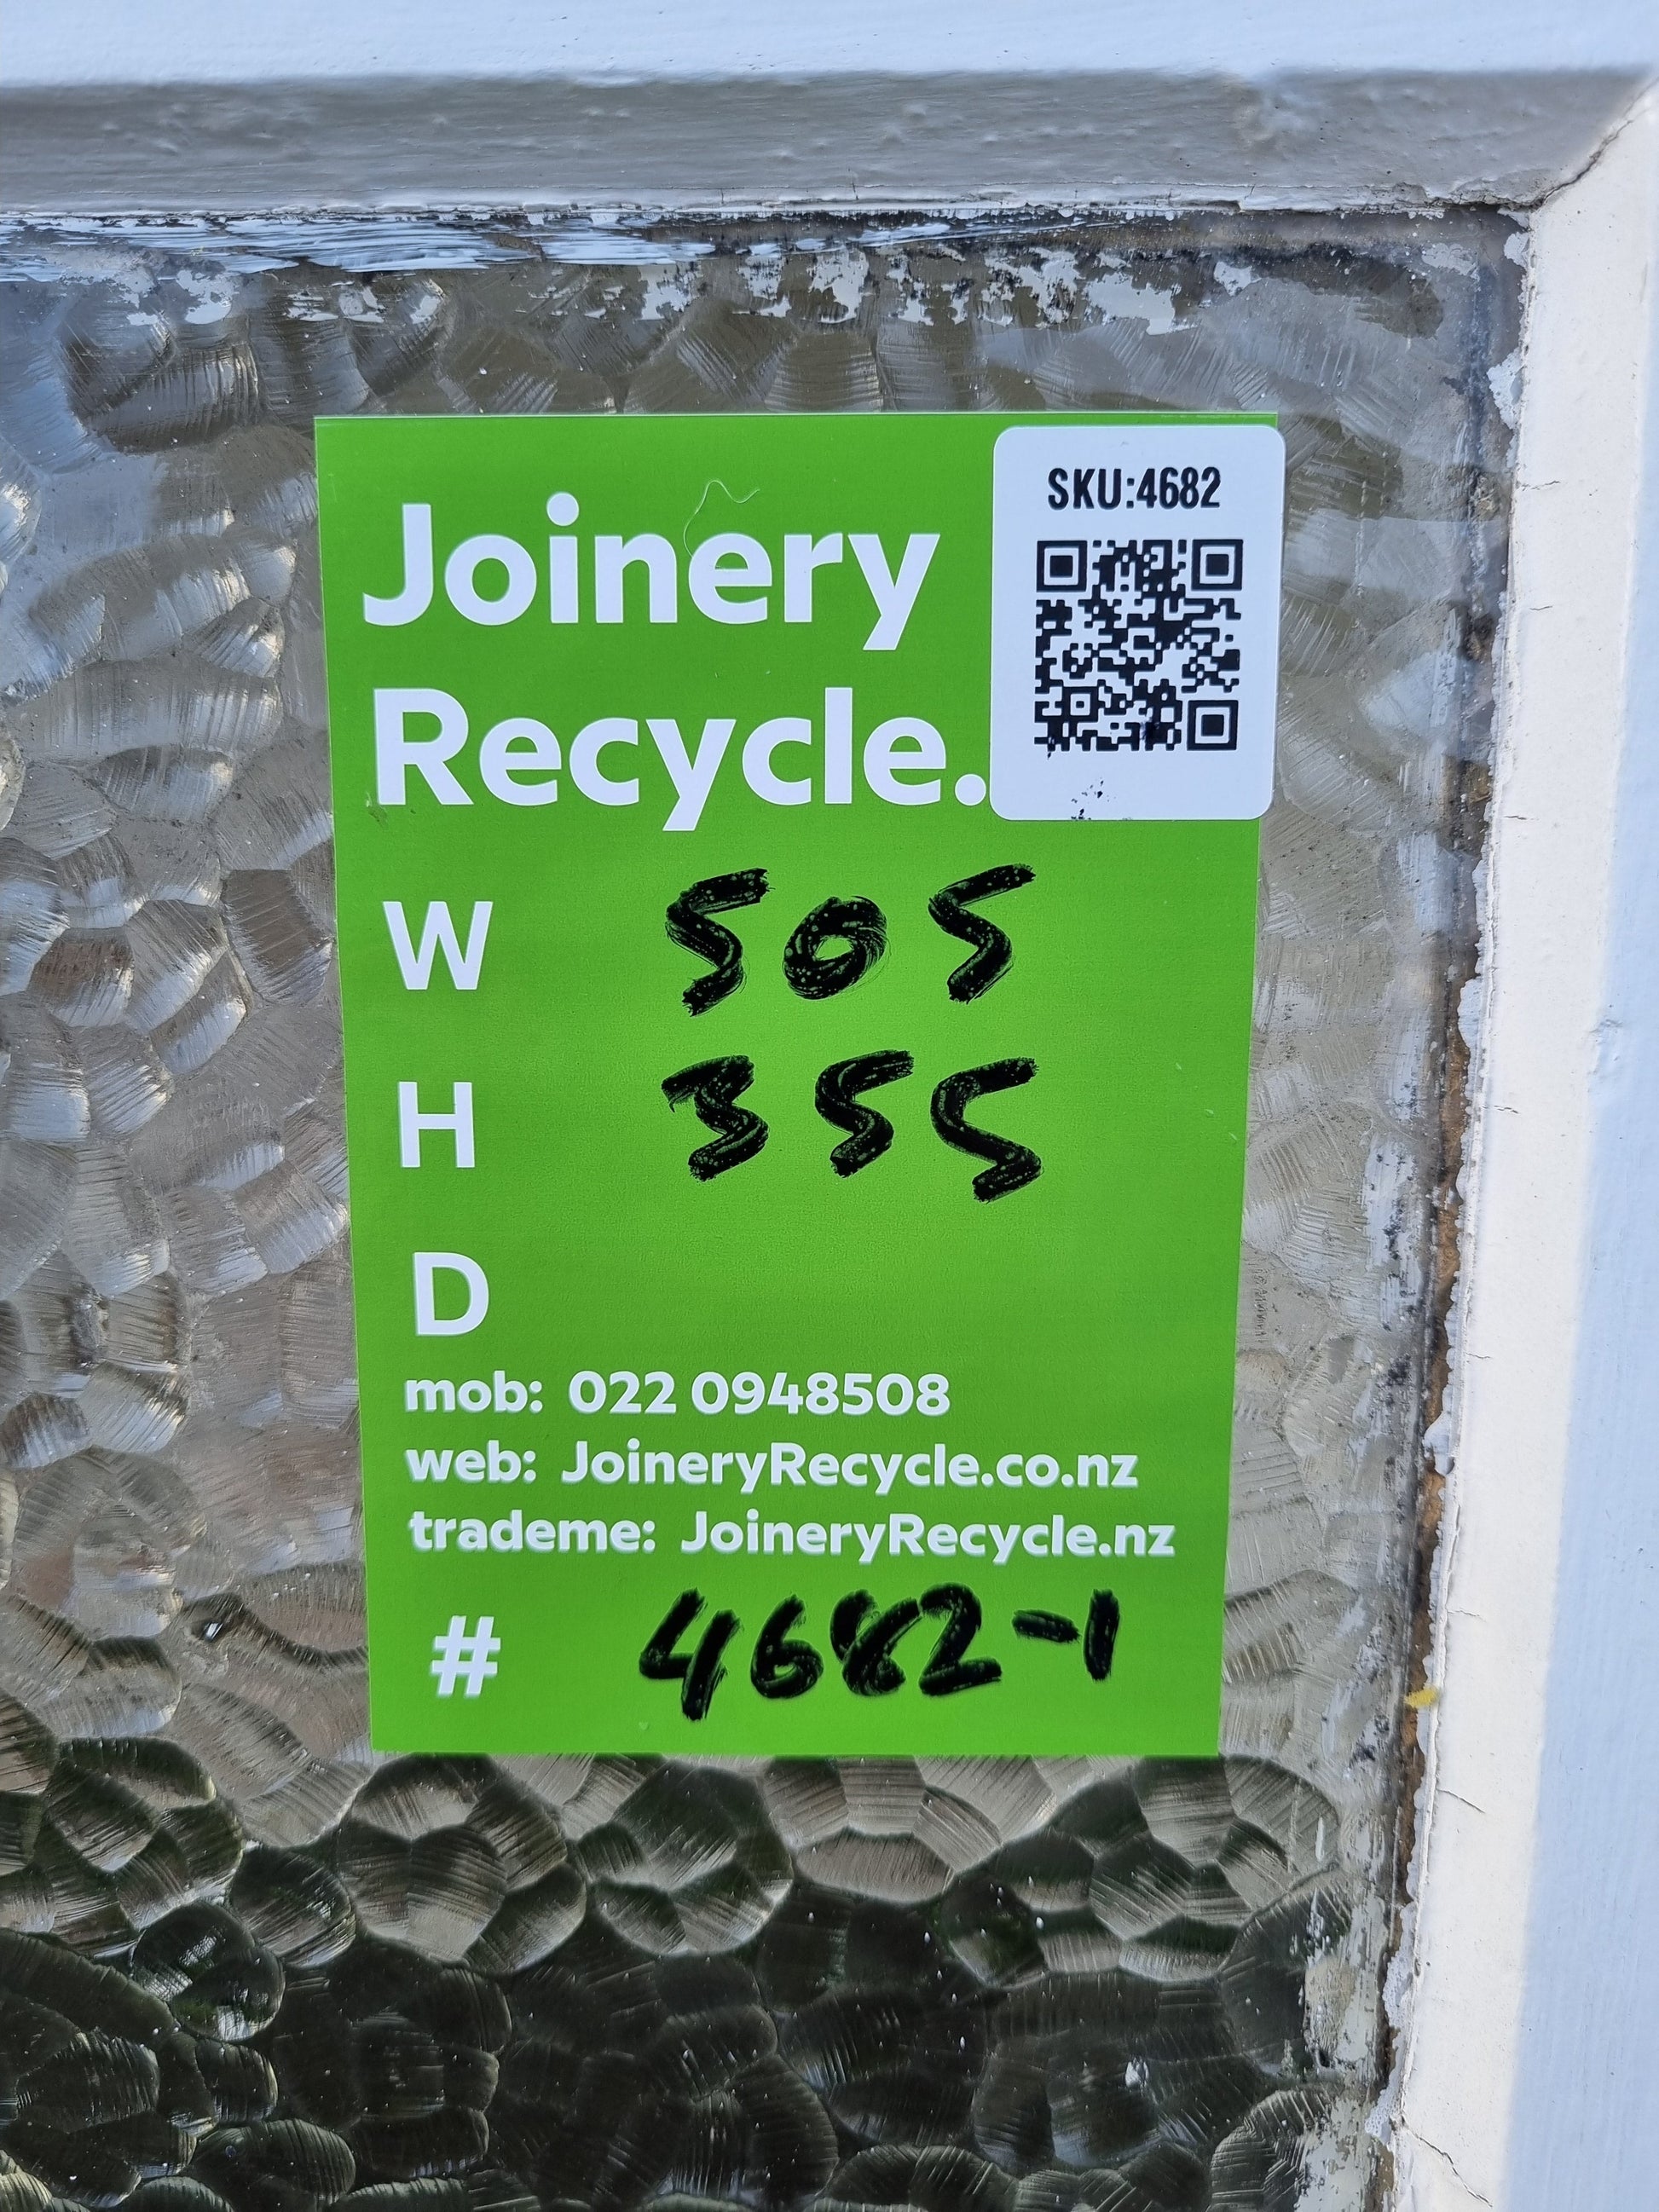 SKU:4682
Joinery
Recycle.
W 505
H 355
D
mob: 022 0948508
web: JoineryRecycle.co.nz
trademe: JoineryRecycle.nz
# 4682-1